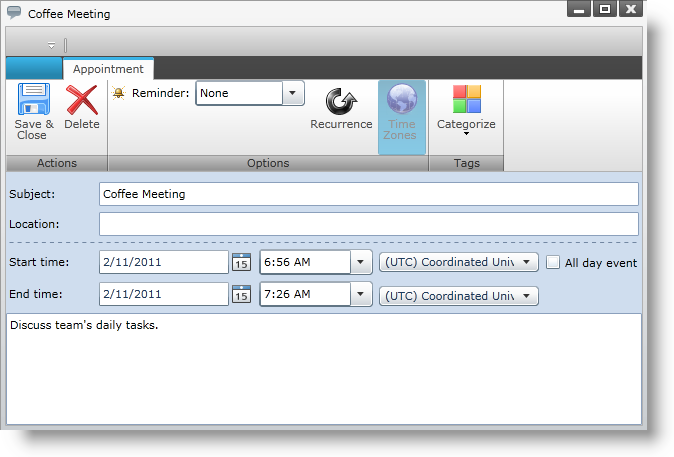 Coffee Meeting
Appointment
Save & Close
Delete
Reminder: None
Recurrence
Time Zones
Categorize
Actions
Options
Tags
Subject: Coffee Meeting
Location:
Start time: 2/11/2011 15 6:56 AM (UTC) Coordinated Univ All day event
End time: 2/11/2011 15 7:26 AM (UTC) Coordinated Univ
Discuss team's daily tasks.